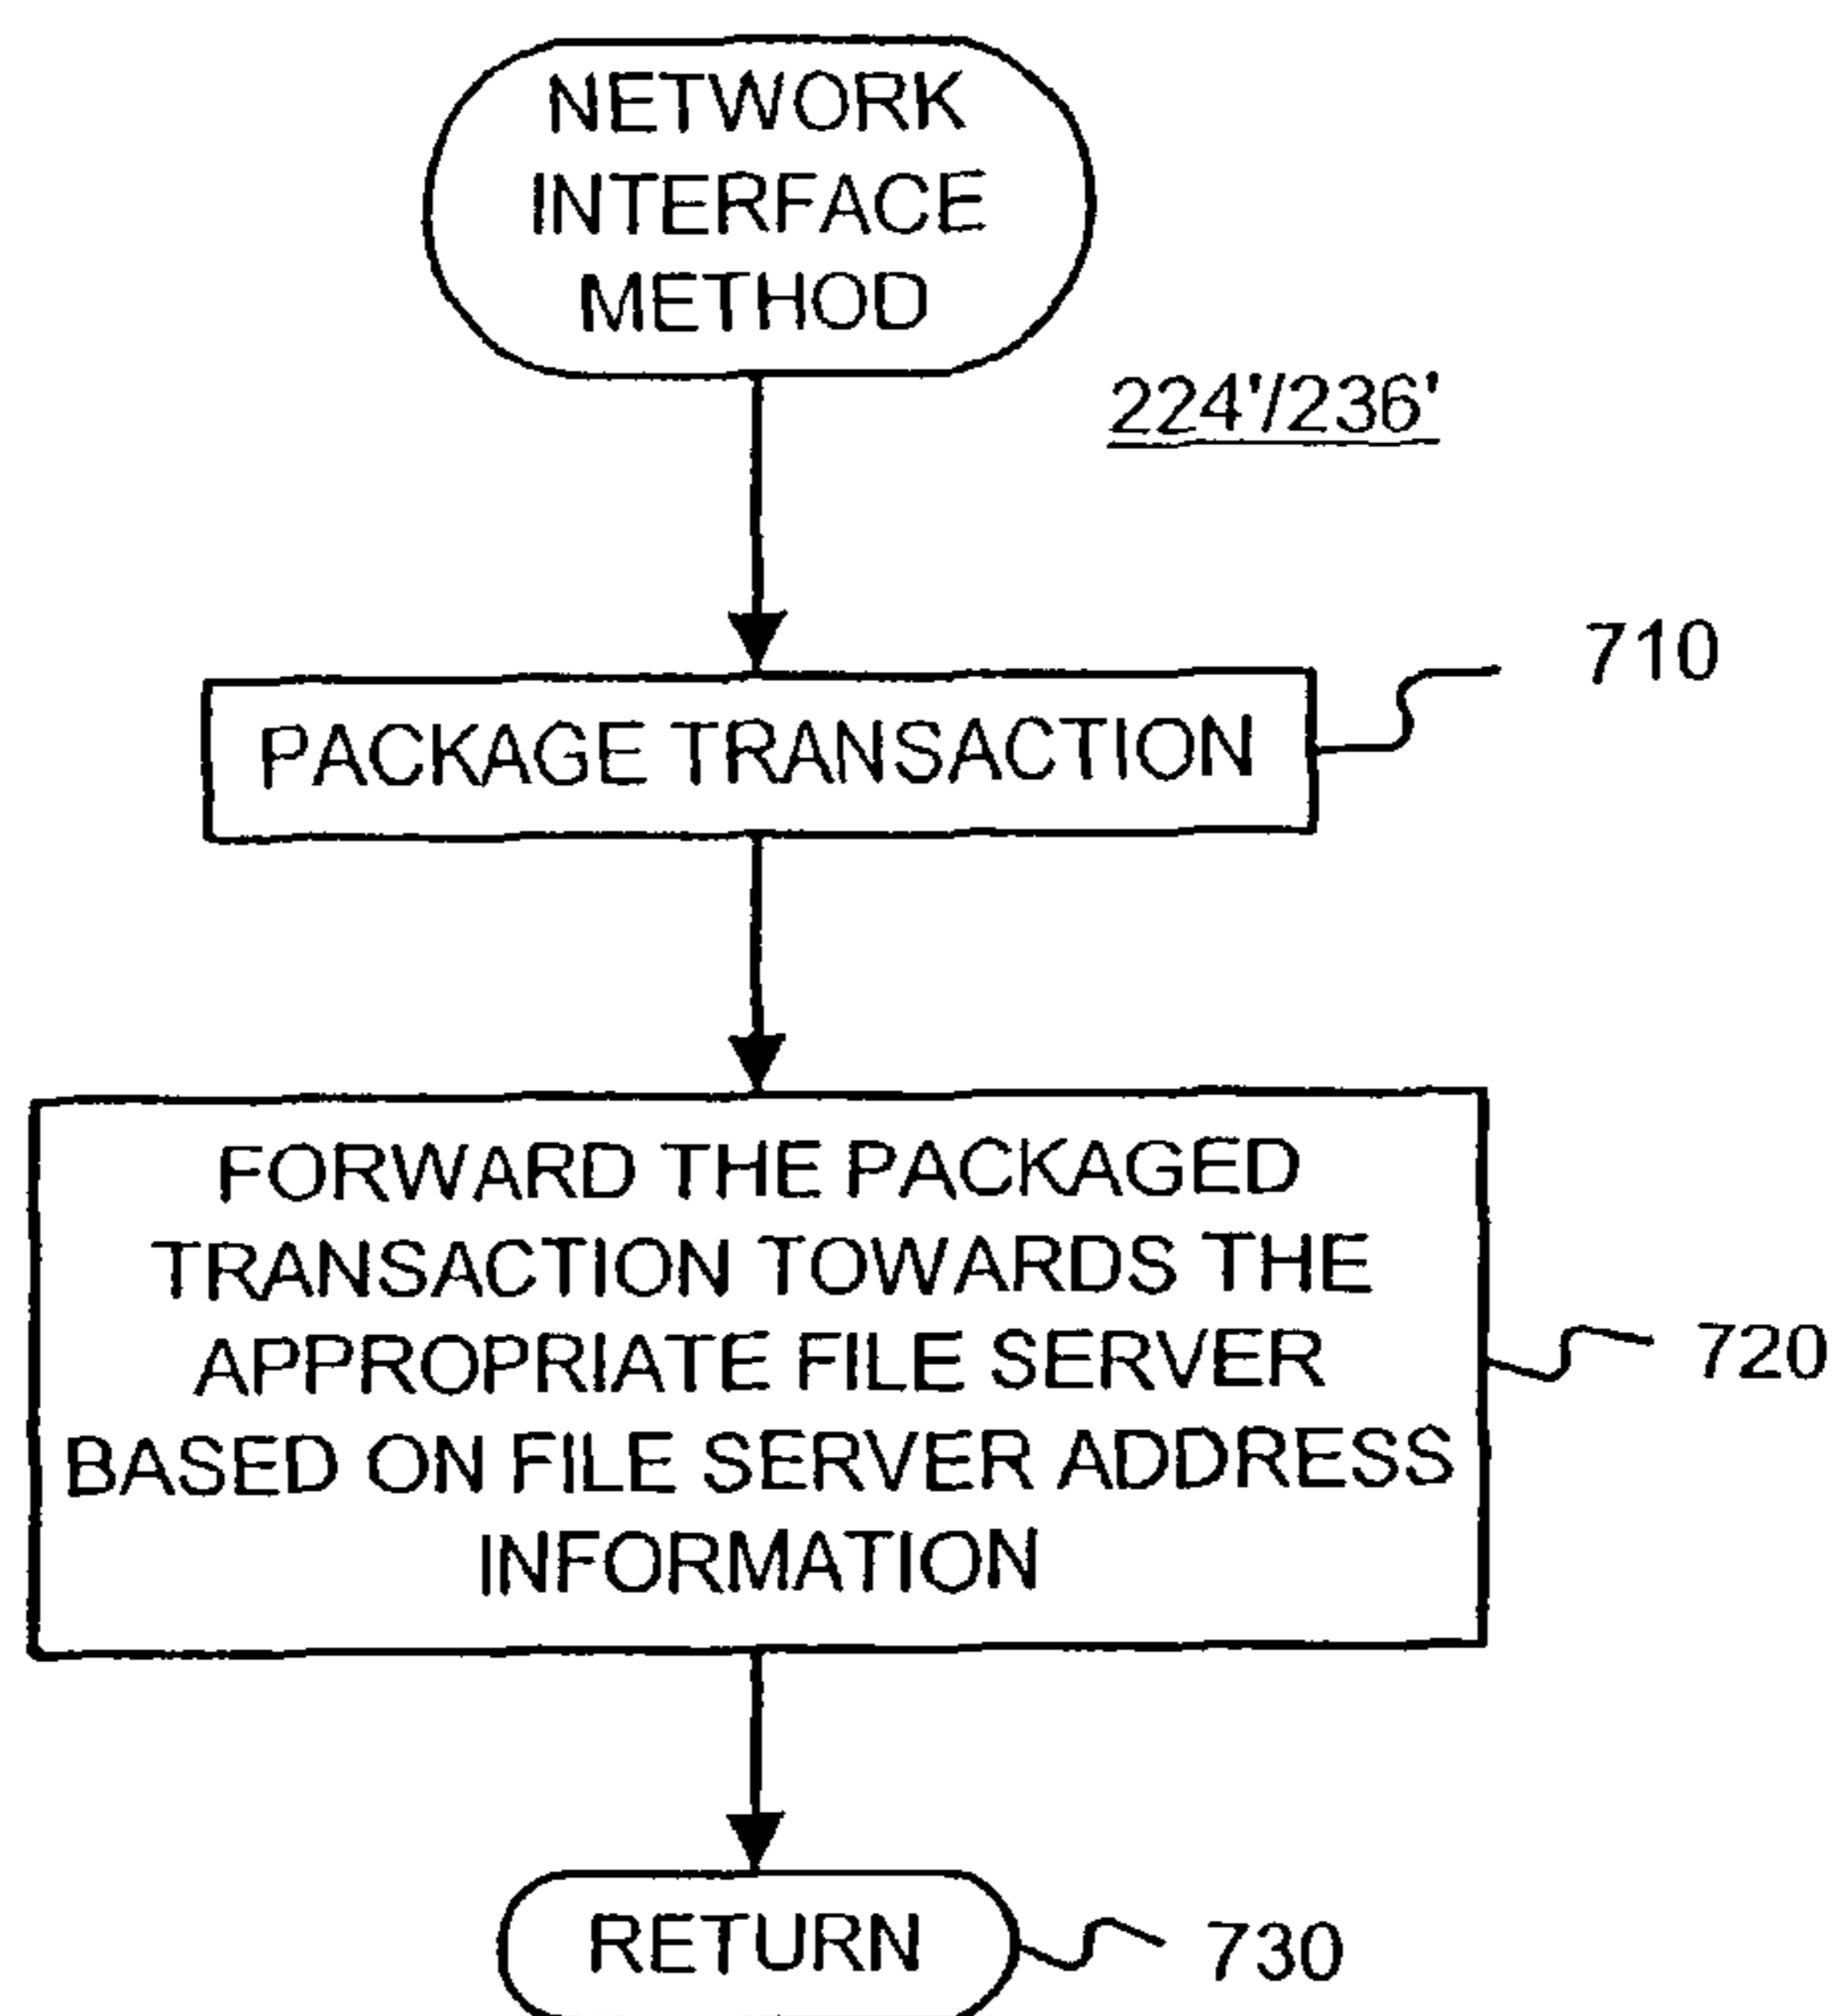 NETWORK
INTERFACE
METHOD
224'/236'
710
PACKAGE TRANSACTION
FORWARD THE PACKAGED
TRANSACTION TOWARDS THE
APPROPRIATE FILE SERVER
BASED ON FILE SERVER ADDRESS
INFORMATION
720
RETURN
730